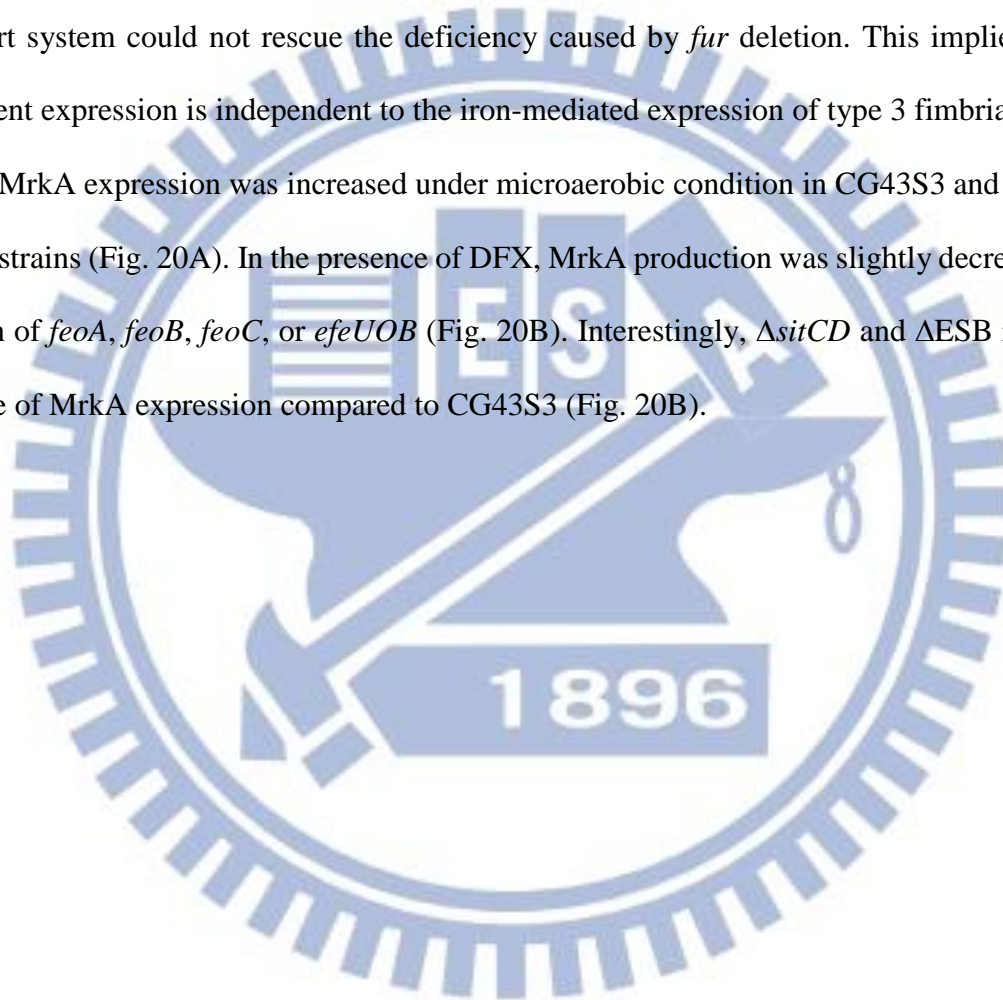 rt system could not rescue the deficiency caused by fur deletion. This implie
ent expression is independent to the iron-mediated expression of type 3 fimbria
MrkA expression was increased under microaerobic condition in CG43S3 and
strains (Fig. 20A). In the presence of DFX, MrkA production was slightly decre
n of feoA, feoB, feoC, or efeUOB (Fig. 20B). Interestingly, ΔsitCD and ΔESB
e of MrkA expression compared to CG43S3 (Fig. 20B).
E S A
1896